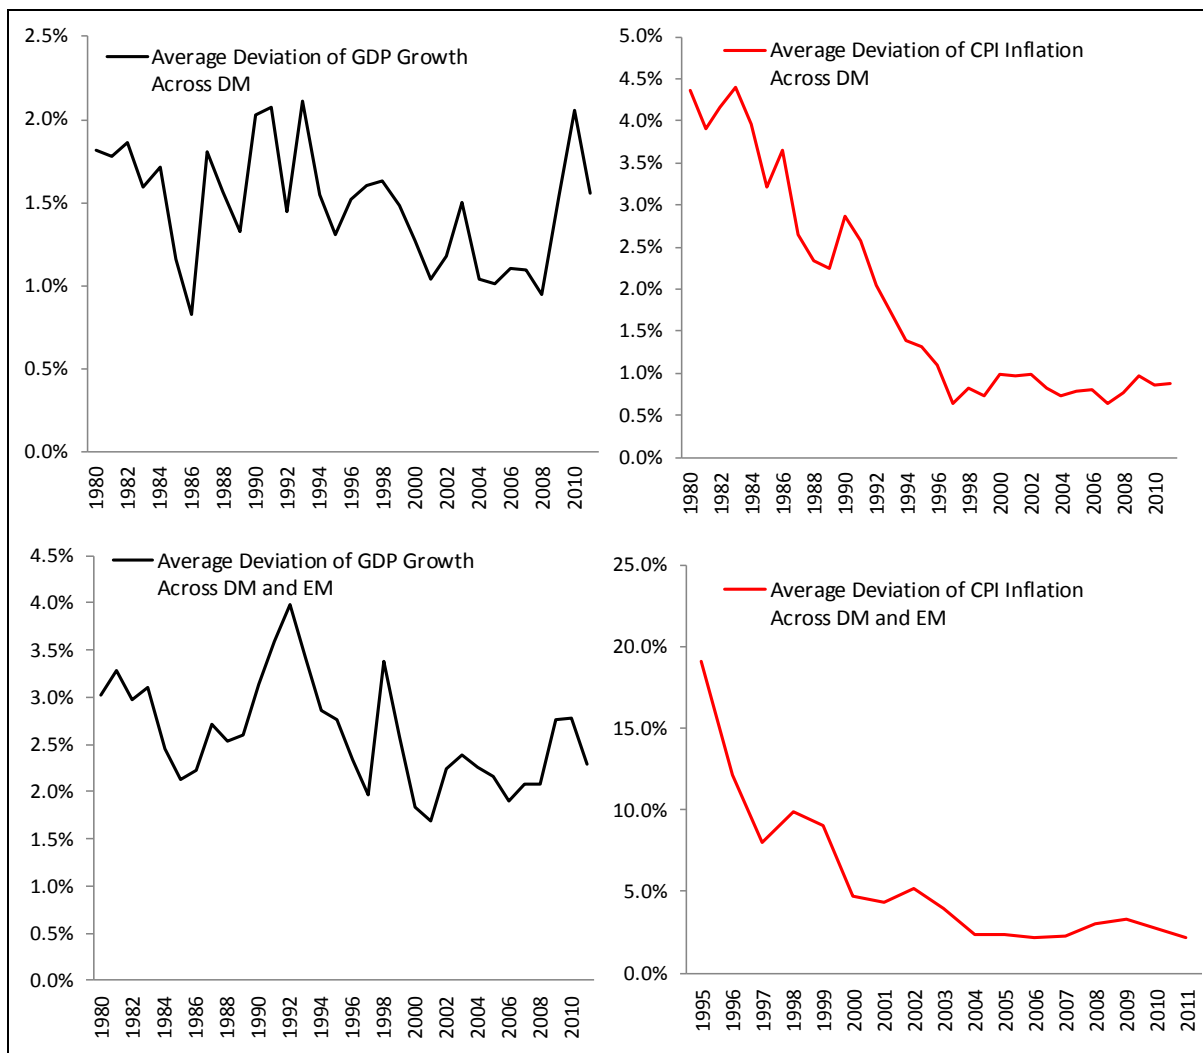 Average Deviation of GDP Growth
Across DM
2.5%
2.0%
1.5%
1.0%
0.5%
0.0%
1980 1982 1984 1986 1988 1990 1992 1994 1996 1998 2000 2002 2004 2006 2008 2010
Average Deviation of CPI Inflation
Across DM
5.0%
4.5%
4.0%
3.5%
3.0%
2.5%
2.0%
1.5%
1.0%
0.5%
0.0%
1980 1982 1984 1986 1988 1990 1992 1994 1996 1998 2000 2002 2004 2006 2008 2010
Average Deviation of GDP Growth
Across DM and EM
4.5%
4.0%
3.5%
3.0%
2.5%
2.0%
1.5%
1.0%
0.5%
0.0%
1980 1982 1984 1986 1988 1990 1992 1994 1996 1998 2000 2002 2004 2006 2008 2010
Average Deviation of CPI Inflation
Across DM and EM
25.0%
20.0%
15.0%
10.0%
5.0%
0.0%
1995 1996 1997 1998 1999 2000 2001 2002 2003 2004 2005 2006 2007 2008 2009 2010 2011